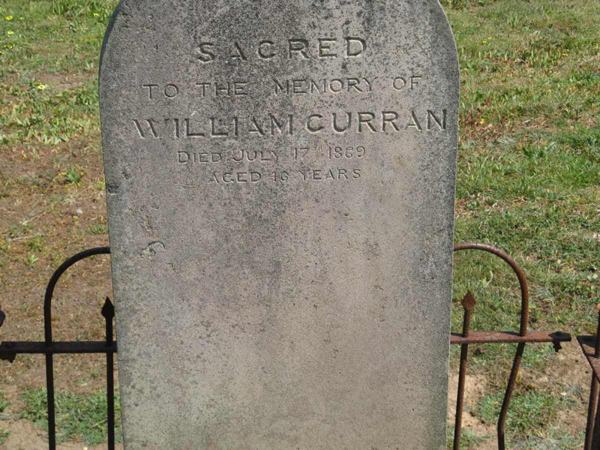 SACRED
TO THE MEMORY OF
WILLIAM CURRAN
DIED JULY 17TH 1869
AGED 16 YEARS